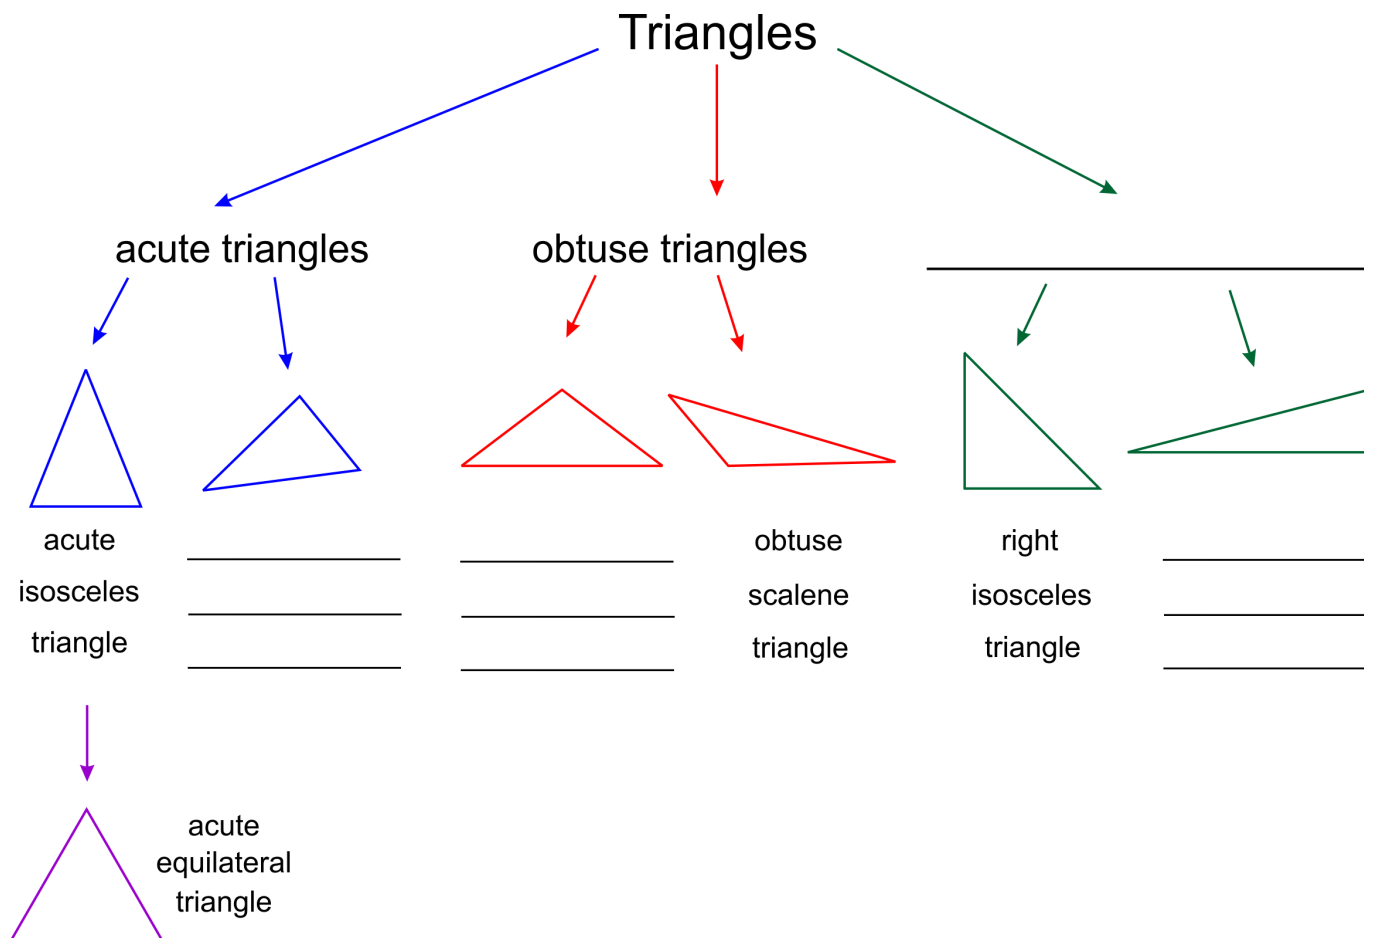 Triangles
acute triangles
obtuse triangles
acute
isosceles
triangle
obtuse
scalene
triangle
right
isosceles
triangle
acute
equilateral
triangle